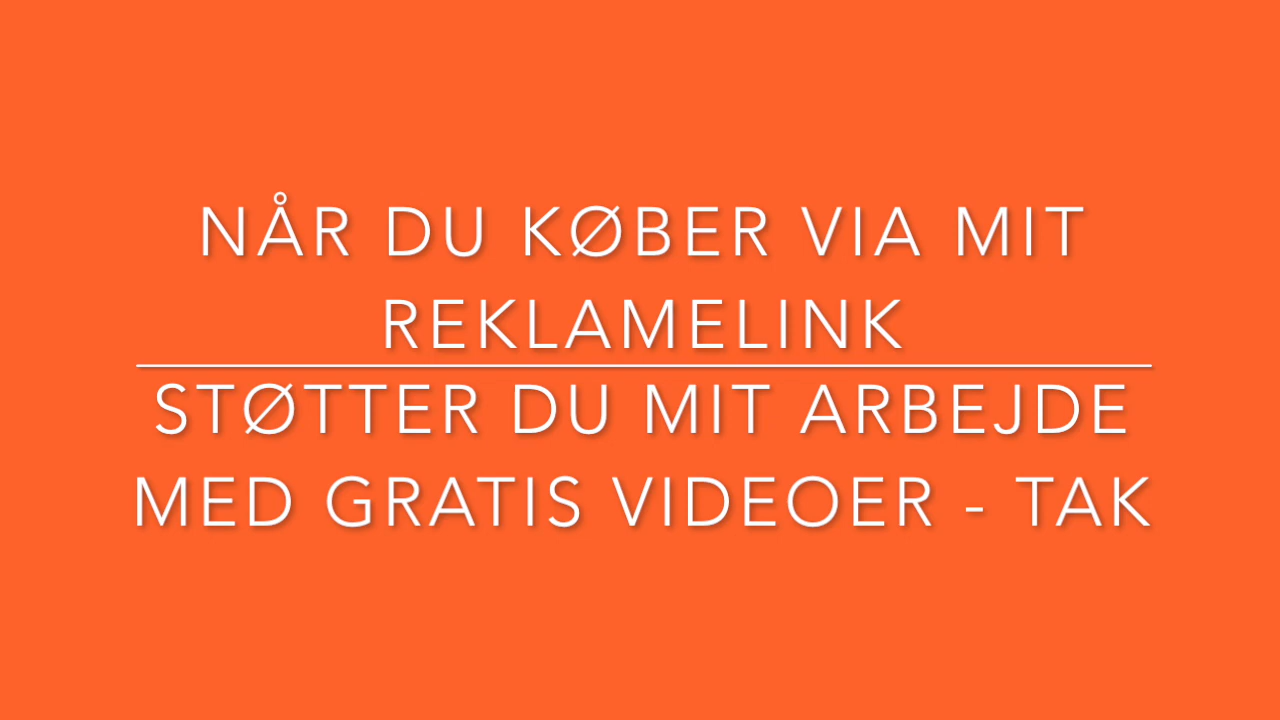 NÅR DU KØBER VIA MIT
REKLAMELINK
STØTTER DU MIT ARBEJDE
MED GRATIS VIDEOER - TAK